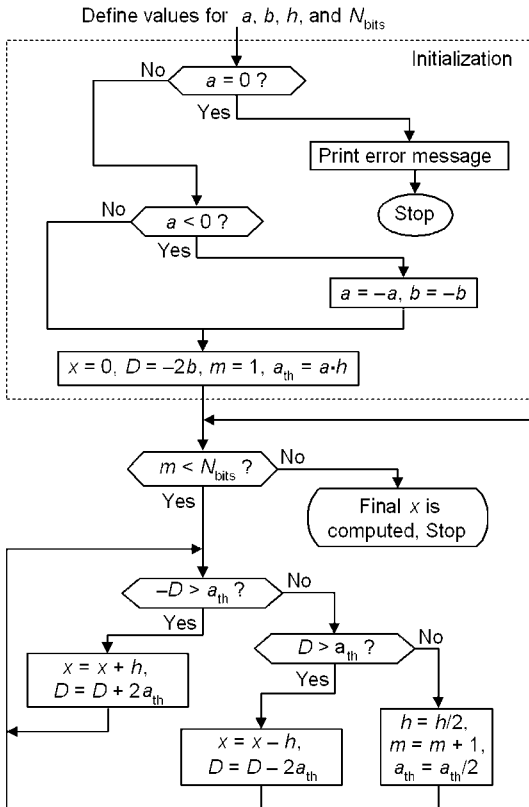 Define values for a, b, h, and N_bits
Initialization
No
a = 0 ?
Yes
Print error message
Stop
No
a < 0 ?
Yes
a = –a, b = –b
x = 0, D = –2b, m = 1, a_th = a·h
m < N_bits ?
No
Yes
Final x is
computed, Stop
–D > a_th ?
No
Yes
D > a_th ?
No
Yes
x = x + h,
D = D + 2a_th
x = x – h,
D = D – 2a_th
h = h/2,
m = m + 1,
a_th = a_th/2